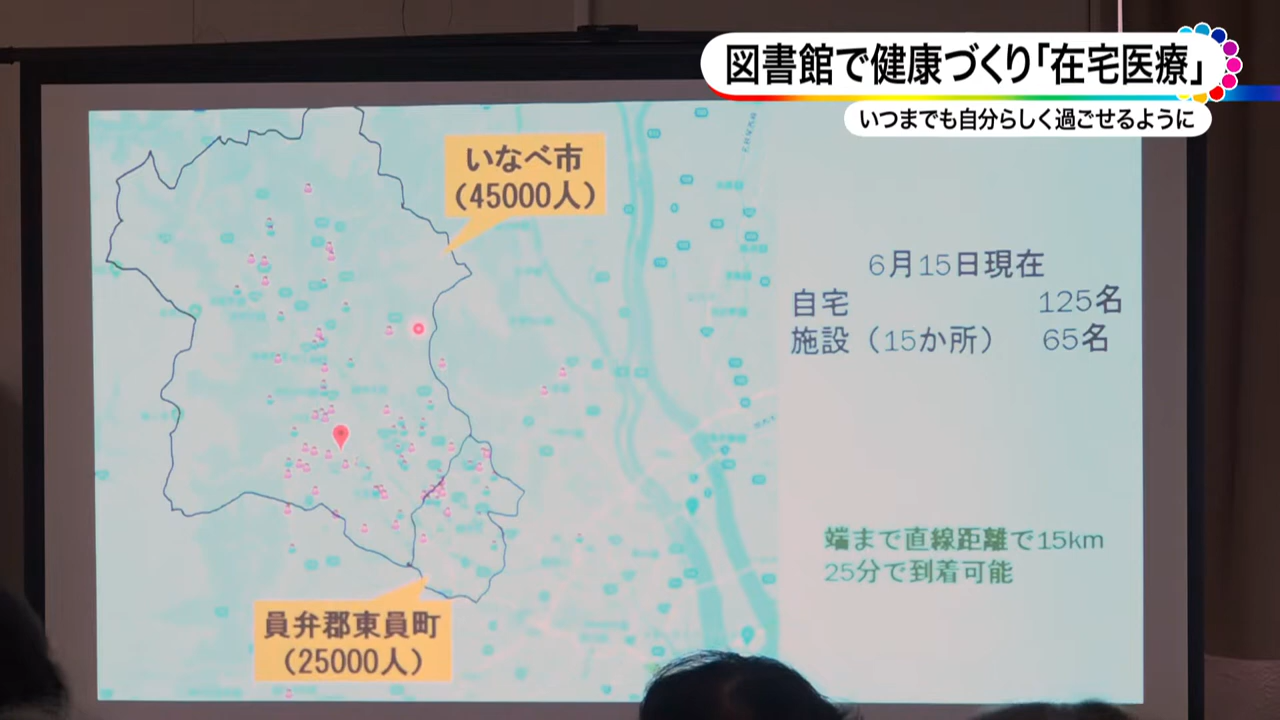 図書館で健康づくり「在宅医療」
いつまでも自分らしく過ごせるように
いなべ市
(45000人)
6月15日現在
自宅 125名
施設(15か所) 65名
端まで直線距離で15km
25分で到着可能
員弁郡東員町
(25000人)